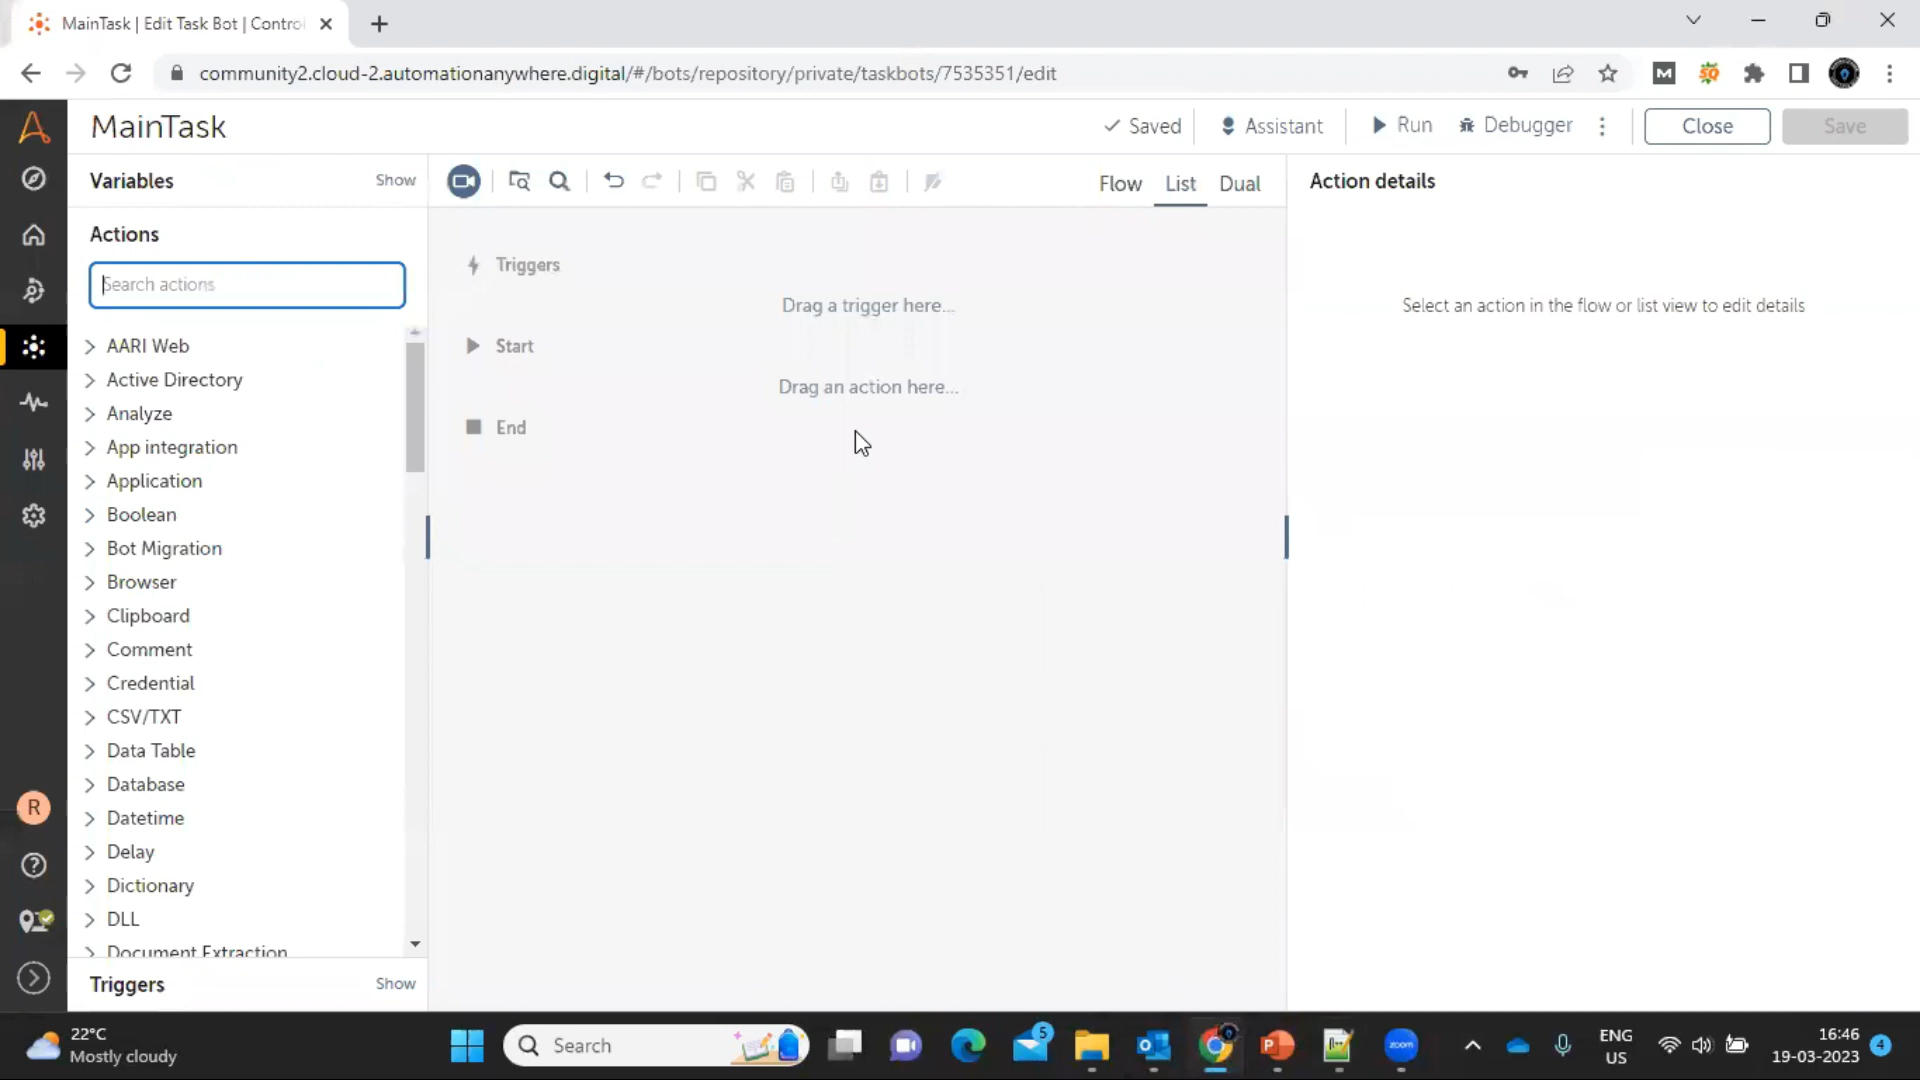 MainTask | Edit Task Bot | Contro
community2.cloud-2.automationanywhere.digital/#/bots/repository/private/taskbots/7535351/edit
MainTask
Saved
Assistant
Run
Debugger
Close
Save
Variables
Show
Flow
List
Dual
Action details
Actions
Search actions
Triggers
Drag a trigger here...
Select an action in the flow or list view to edit details
Start
Drag an action here...
End
AARI Web
Active Directory
Analyze
App integration
Application
Boolean
Bot Migration
Browser
Clipboard
Comment
Credential
CSV/TXT
Data Table
Database
Datetime
Delay
Dictionary
DLL
Document Extraction
Triggers
Show
R
22°C
Mostly cloudy
Search
5
zoom
ENG
US
16:46
19-03-2023
4